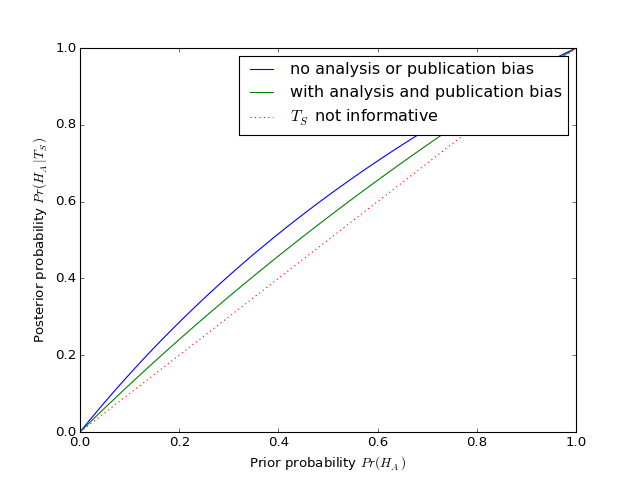 1.0
0.8
0.6
0.4
0.2
0.0
0.0 0.2 0.4 0.6 0.8 1.0
Posterior probability Pr(H_A|T_S)
Prior probability Pr(H_A)
no analysis or publication bias
with analysis and publication bias
T_S not informative